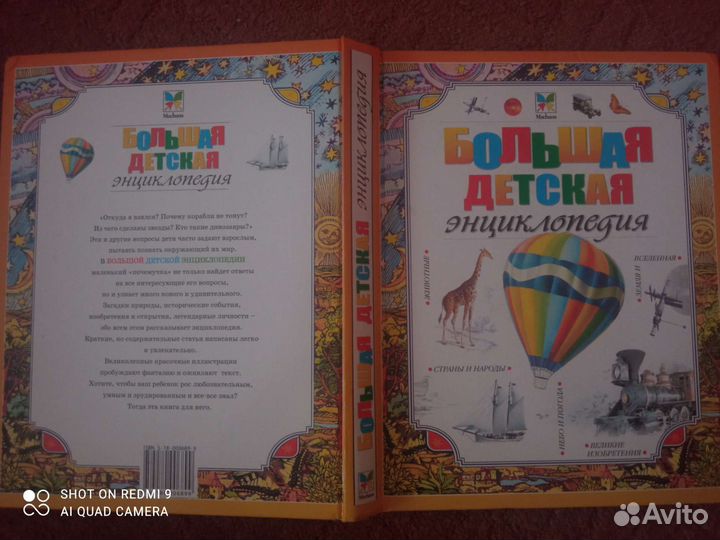 Махаон
БОЛЬШАЯ
ДЕТСКАЯ
энциклопедия
«Откуда я взялся? Почему корабли не тонут?
Из чего сделаны звезды? Кто такие динозавры?»
Эти и другие вопросы дети часто задают взрослым,
пытаясь познать окружающий их мир.
В БОЛЬШОЙ ДЕТСКОЙ ЭНЦИКЛОПЕДИИ
маленький «почемучка» не только найдет ответы
на все интересующие его вопросы,
но и узнает много нового и удивительного.
Загадки природы, исторические события,
изобретения и открытия, легендарные личности –
обо всем этом рассказывает энциклопедия.
Краткие, но содержательные статьи написаны легко
и увлекательно.
Великолепные красочные иллюстрации
пробуждают фантазию и оживляют текст.
Хотите, чтобы ваш ребенок рос любознательным,
умным и эрудированным и все-все знал?
Тогда эта книга для него.
БОЛЬШАЯ ДЕТСКАЯ энциклопедия
Махаон
БОЛЬШАЯ
ДЕТСКАЯ
энциклопедия
ЖИВОТНЫЕ
ЗЕМЛЯ И
ВСЕЛЕННАЯ
СТРАНЫ И НАРОДЫ
НЕБО И ПОГОДА
ВЕЛИКИЕ
ИЗОБРЕТЕНИЯ
SHOT ON REDMI 9
AI QUAD CAMERA
Avito